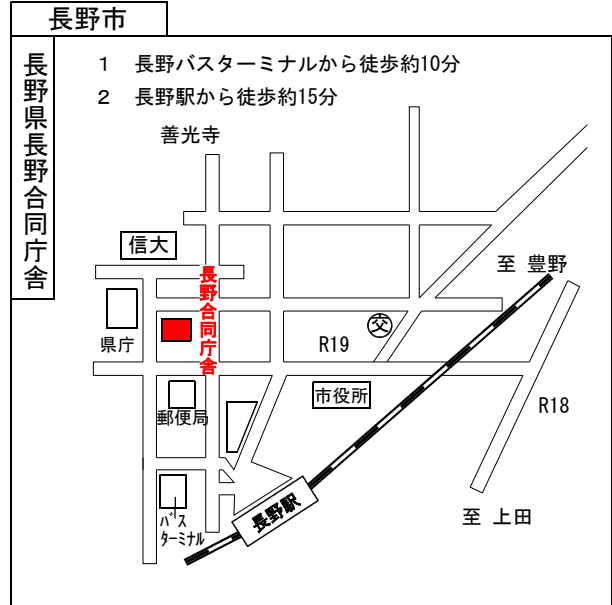 長野市
長野県長野合同庁舎
1 長野バスターミナルから徒歩約10分
2 長野駅から徒歩約15分
善光寺
信大
至 豊野
長野合同庁舎
交
県庁
R19
市役所
R18
郵便局
長野駅
至 上田
バス
ターミナル